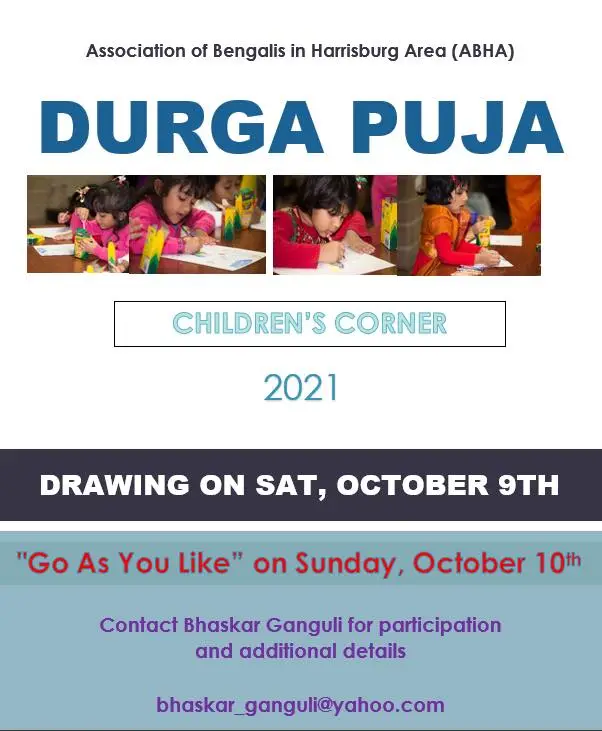 Association of Bengalis in Harrisburg Area (ABHA)
DURGA PUJA
CHILDREN'S CORNER
2021
DRAWING ON SAT, OCTOBER 9TH
"Go As You Like” on Sunday, October 10th
Contact Bhaskar Ganguli for participation
and additional details
bhaskar_ganguli@yahoo.com